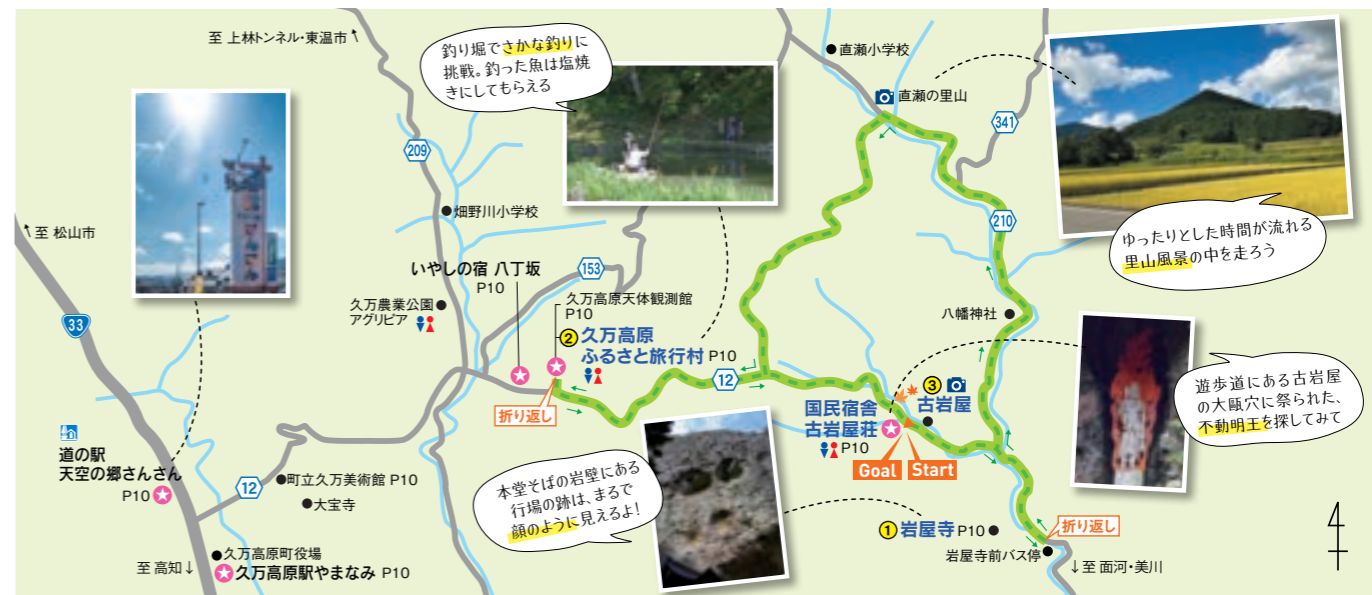 至 上林トンネル・東温市
釣り堀でさかな釣りに
挑戦。釣った魚は塩焼
きにしてもらえる
直瀬小学校
直瀬の里山
341
209
畑野川小学校
210
ゆったりとした時間が流れる
里山風景の中を走ろう
至 松山市
33
いやしの宿 八丁坂
P10
153
久万高原天体観測館
P10
久万農業公園
アグリピア
② 久万高原
ふるさと旅行村 P10
八幡神社
12
折り返し
③
古岩屋
国民宿舎
古岩屋荘
P10
Goal
Start
遊歩道にある古岩屋
の大甌穴に祭られた、
不動明王を探してみて
道の駅
天空の郷さんさん
P10
12
町立久万美術館 P10
大宝寺
本堂そばの岩壁にある
行場の跡は、まるで
顔のように見えるよ!
① 岩屋寺 P10
折り返し
岩屋寺前バス停
至 面河・美川
久万高原町役場
至 高知
久万高原駅やまなみ P10